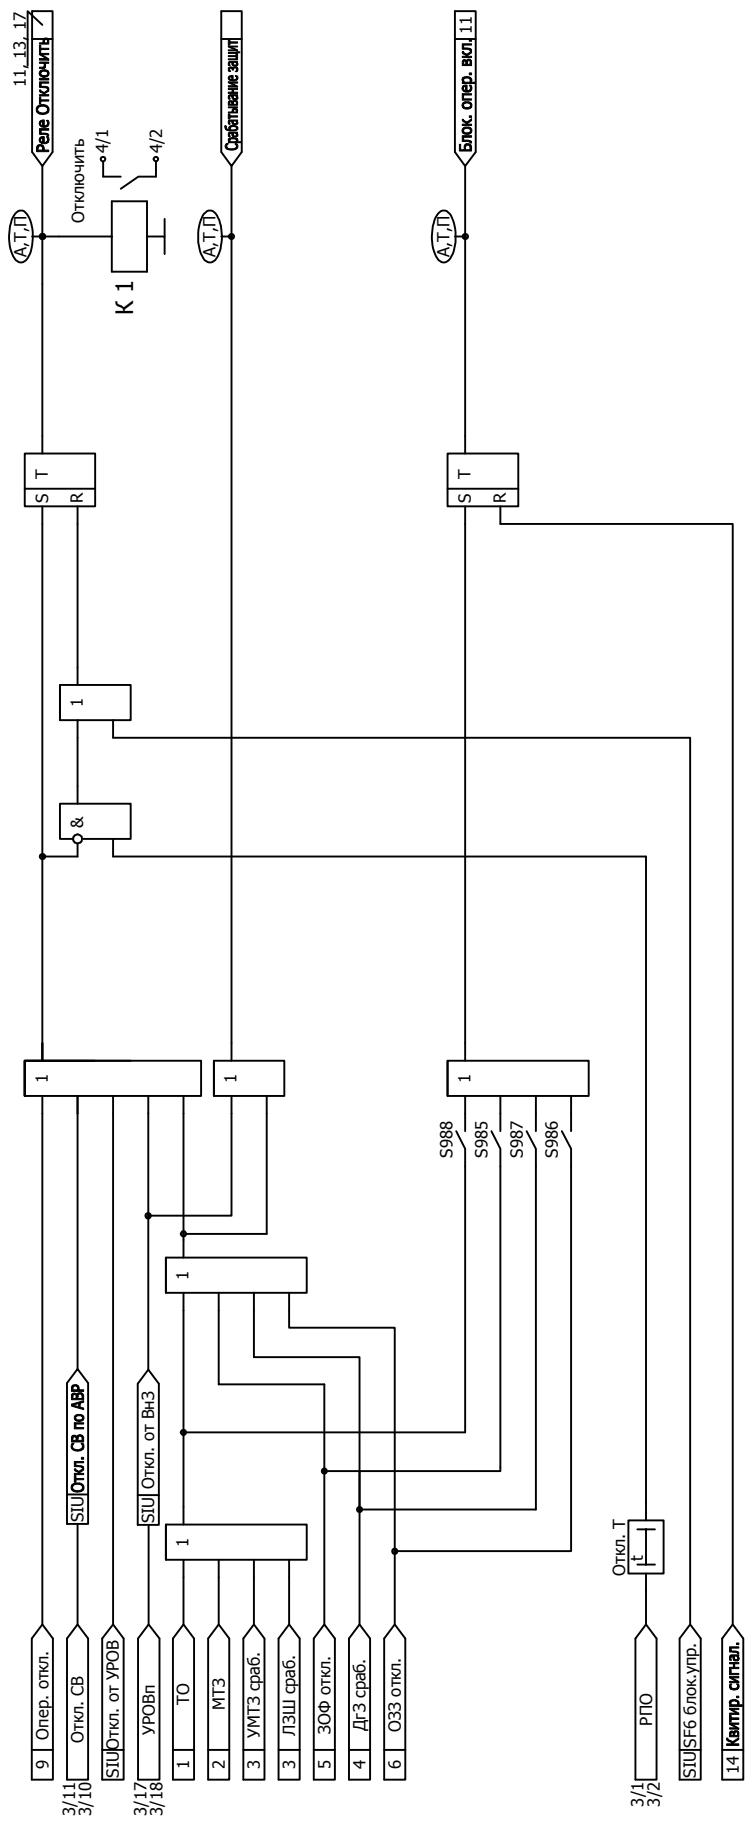 11, 13, 17
Реле Отключить
А,Т,П
Отключить
4/1
4/2
К 1
Срабатывание защит
А,Т,П
Блок. опер. вкл.
11
А,Т,П
S
T
R
S
T
R
1
&
1
1
1
S988
S985
S987
S986
1
1
9
Опер. откл.
3/11
3/10
Откл. СВ
SIU
Откл. СВ по АВР
SIU
Откл. от УРОВ
3/17
3/18
УРОВп
SIU
Откл. от ВнЗ
1
ТО
2
МТЗ
3
УМТЗ сраб.
3
ЛЗШ сраб.
5
ЗОФ откл.
4
ДгЗ сраб.
6
ОЗЗ откл.
3/1
3/2
РПО
Откл. Т
t
SIU
SF6 блок.упр.
14
Квитир. сигнал.